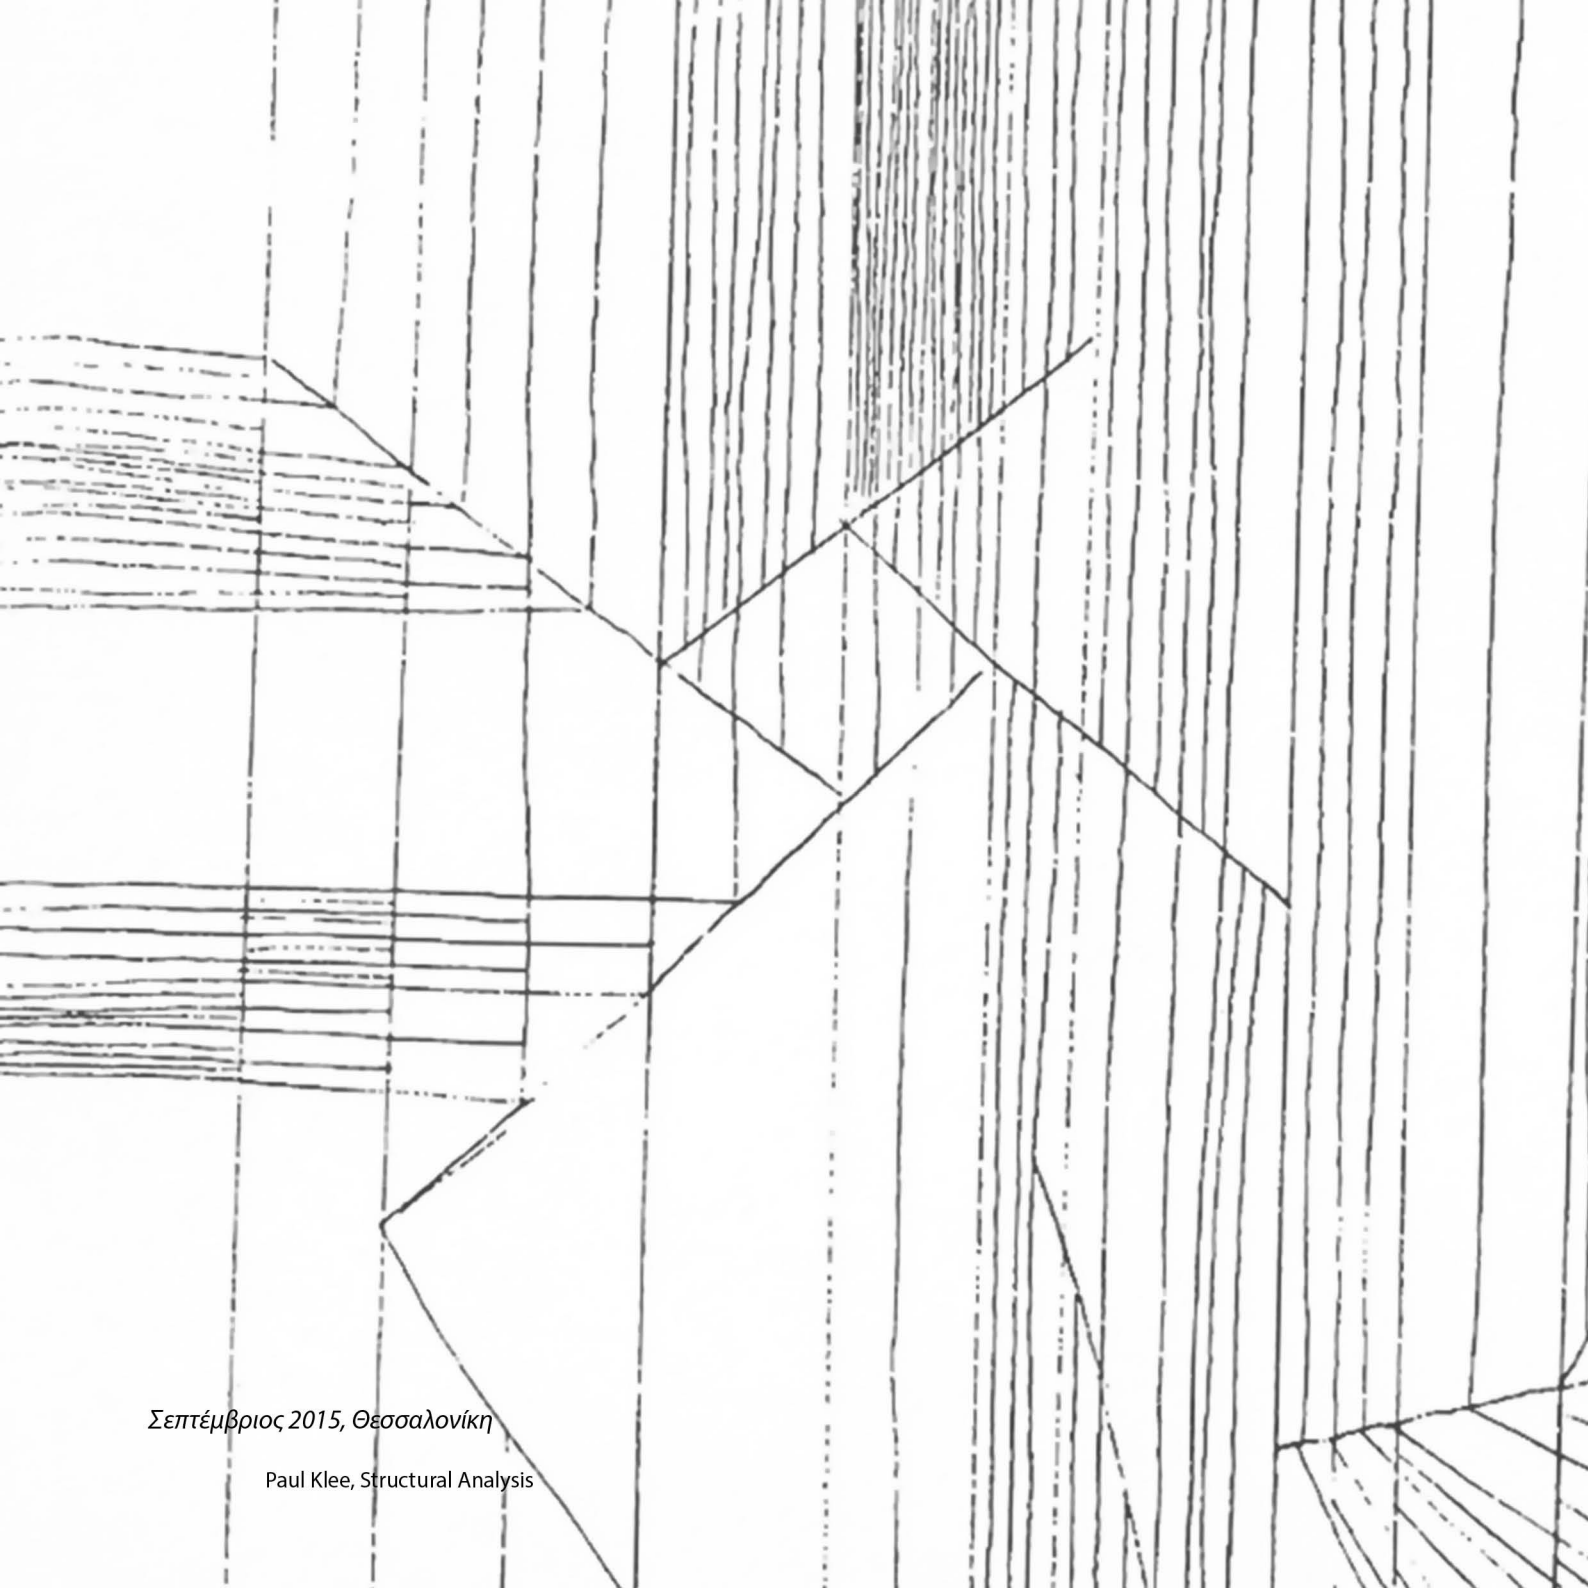 Σεπτέμβριος 2015, Θεσσαλονίκη
Paul Klee, Structural Analysis